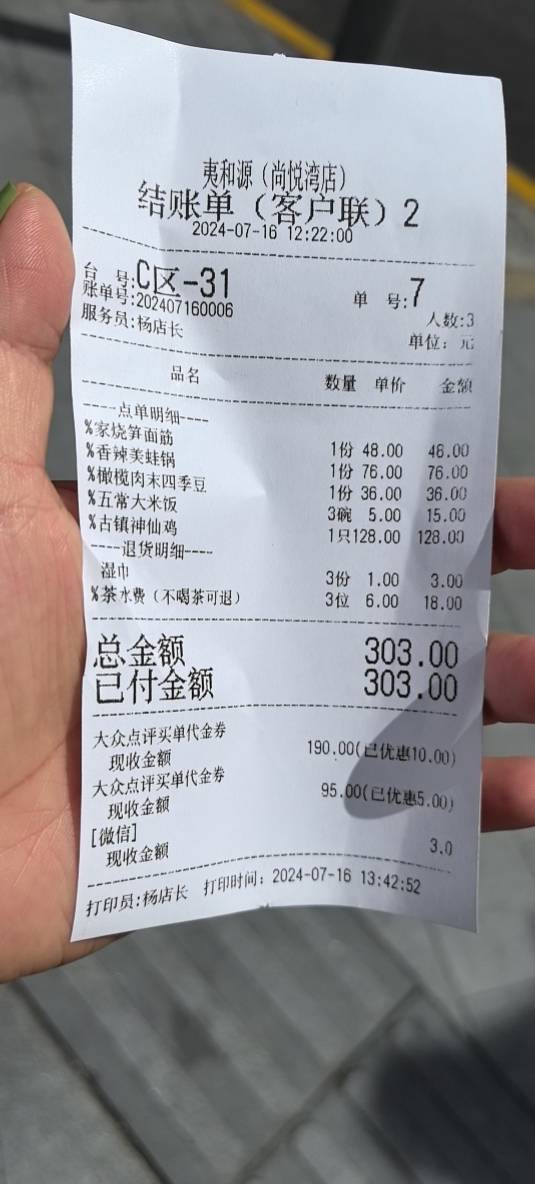 夷和源（尚悦湾店）
结账单（客户联）2
2024-07-16 12:22:00
台 号:C区-31 单 号:7
账单号:202407160006 人数:3
服务员:杨店长 单位: 元
品名 数量 单价 金额
-----点单明细----
%家烧笋面筋 1份 48.00 48.00
%香辣美蛙锅 1份 76.00 76.00
%橄榄肉末四季豆 1份 36.00 36.00
%五常大米饭 3碗 5.00 15.00
%古镇神仙鸡 1只128.00 128.00
-----退货明细----
湿巾 3份 1.00 3.00
%茶水费（不喝茶可退） 3位 6.00 18.00
总金额 303.00
已付金额 303.00
大众点评买单代金券
现收金额 190.00(已优惠10.00)
大众点评买单代金券
现收金额 95.00(已优惠5.00)
[微信]
现收金额 3.0
打印员:杨店长 打印时间: 2024-07-16 13:42:52